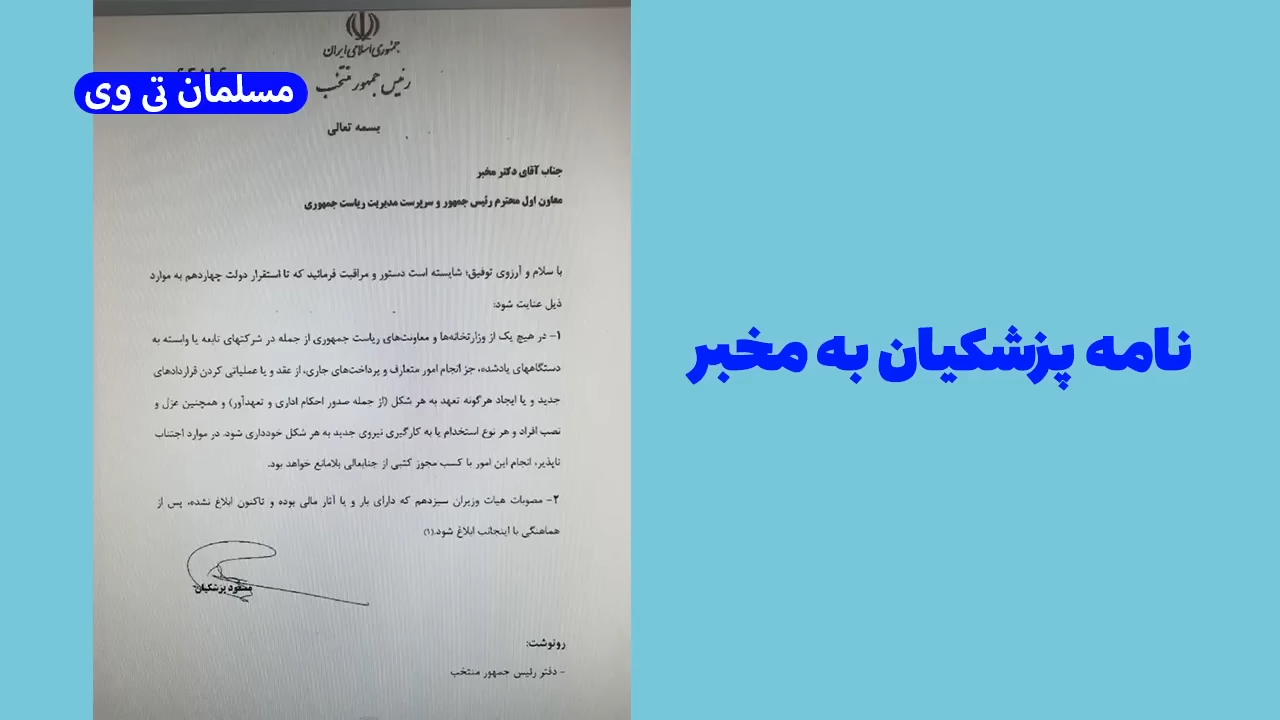 جمهوری اسلامی ایران
رئیس جمهور منتخب
مسلمان تی وی
بسمه تعالی
جناب آقای دکتر مخبر
معاون اول محترم رئیس جمهور و سرپرست مدیریت ریاست جمهوری
با سلام و آرزوی توفیق؛ شایسته است دستور و مراقبت فرمائید که تا استقرار دولت چهاردهم به موارد
ذیل عنایت شود:
۱- در هیچ یک از وزارتخانه‌ها و معاونت‌های ریاست جمهوری از جمله در شرکتهای تابعه یا وابسته به
دستگاههای یادشده، جز انجام امور متعارف و پرداخت‌های جاری، از عقد و یا عملیاتی کردن قراردادهای
جدید و یا ایجاد هرگونه تعهد به هر شکل (از جمله صدور احکام اداری و تعهدآور) و همچنین عزل و
نصب افراد و هر نوع استخدام یا به کارگیری نیروی جدید به هر شکل خودداری شود. در موارد اجتناب
ناپذیر، انجام این امور با کسب مجوز کتبی از جنابعالی بلامانع خواهد بود.
۲- مصوبات هیات وزیران سیزدهم که دارای بار و یا آثار مالی بوده و تاکنون ابلاغ نشده، پس از
هماهنگی با اینجانب ابلاغ شود.(۱)
مسعود پزشکیان
رونوشت:
- دفتر رئیس جمهور منتخب
نامه پزشکیان به مخبر